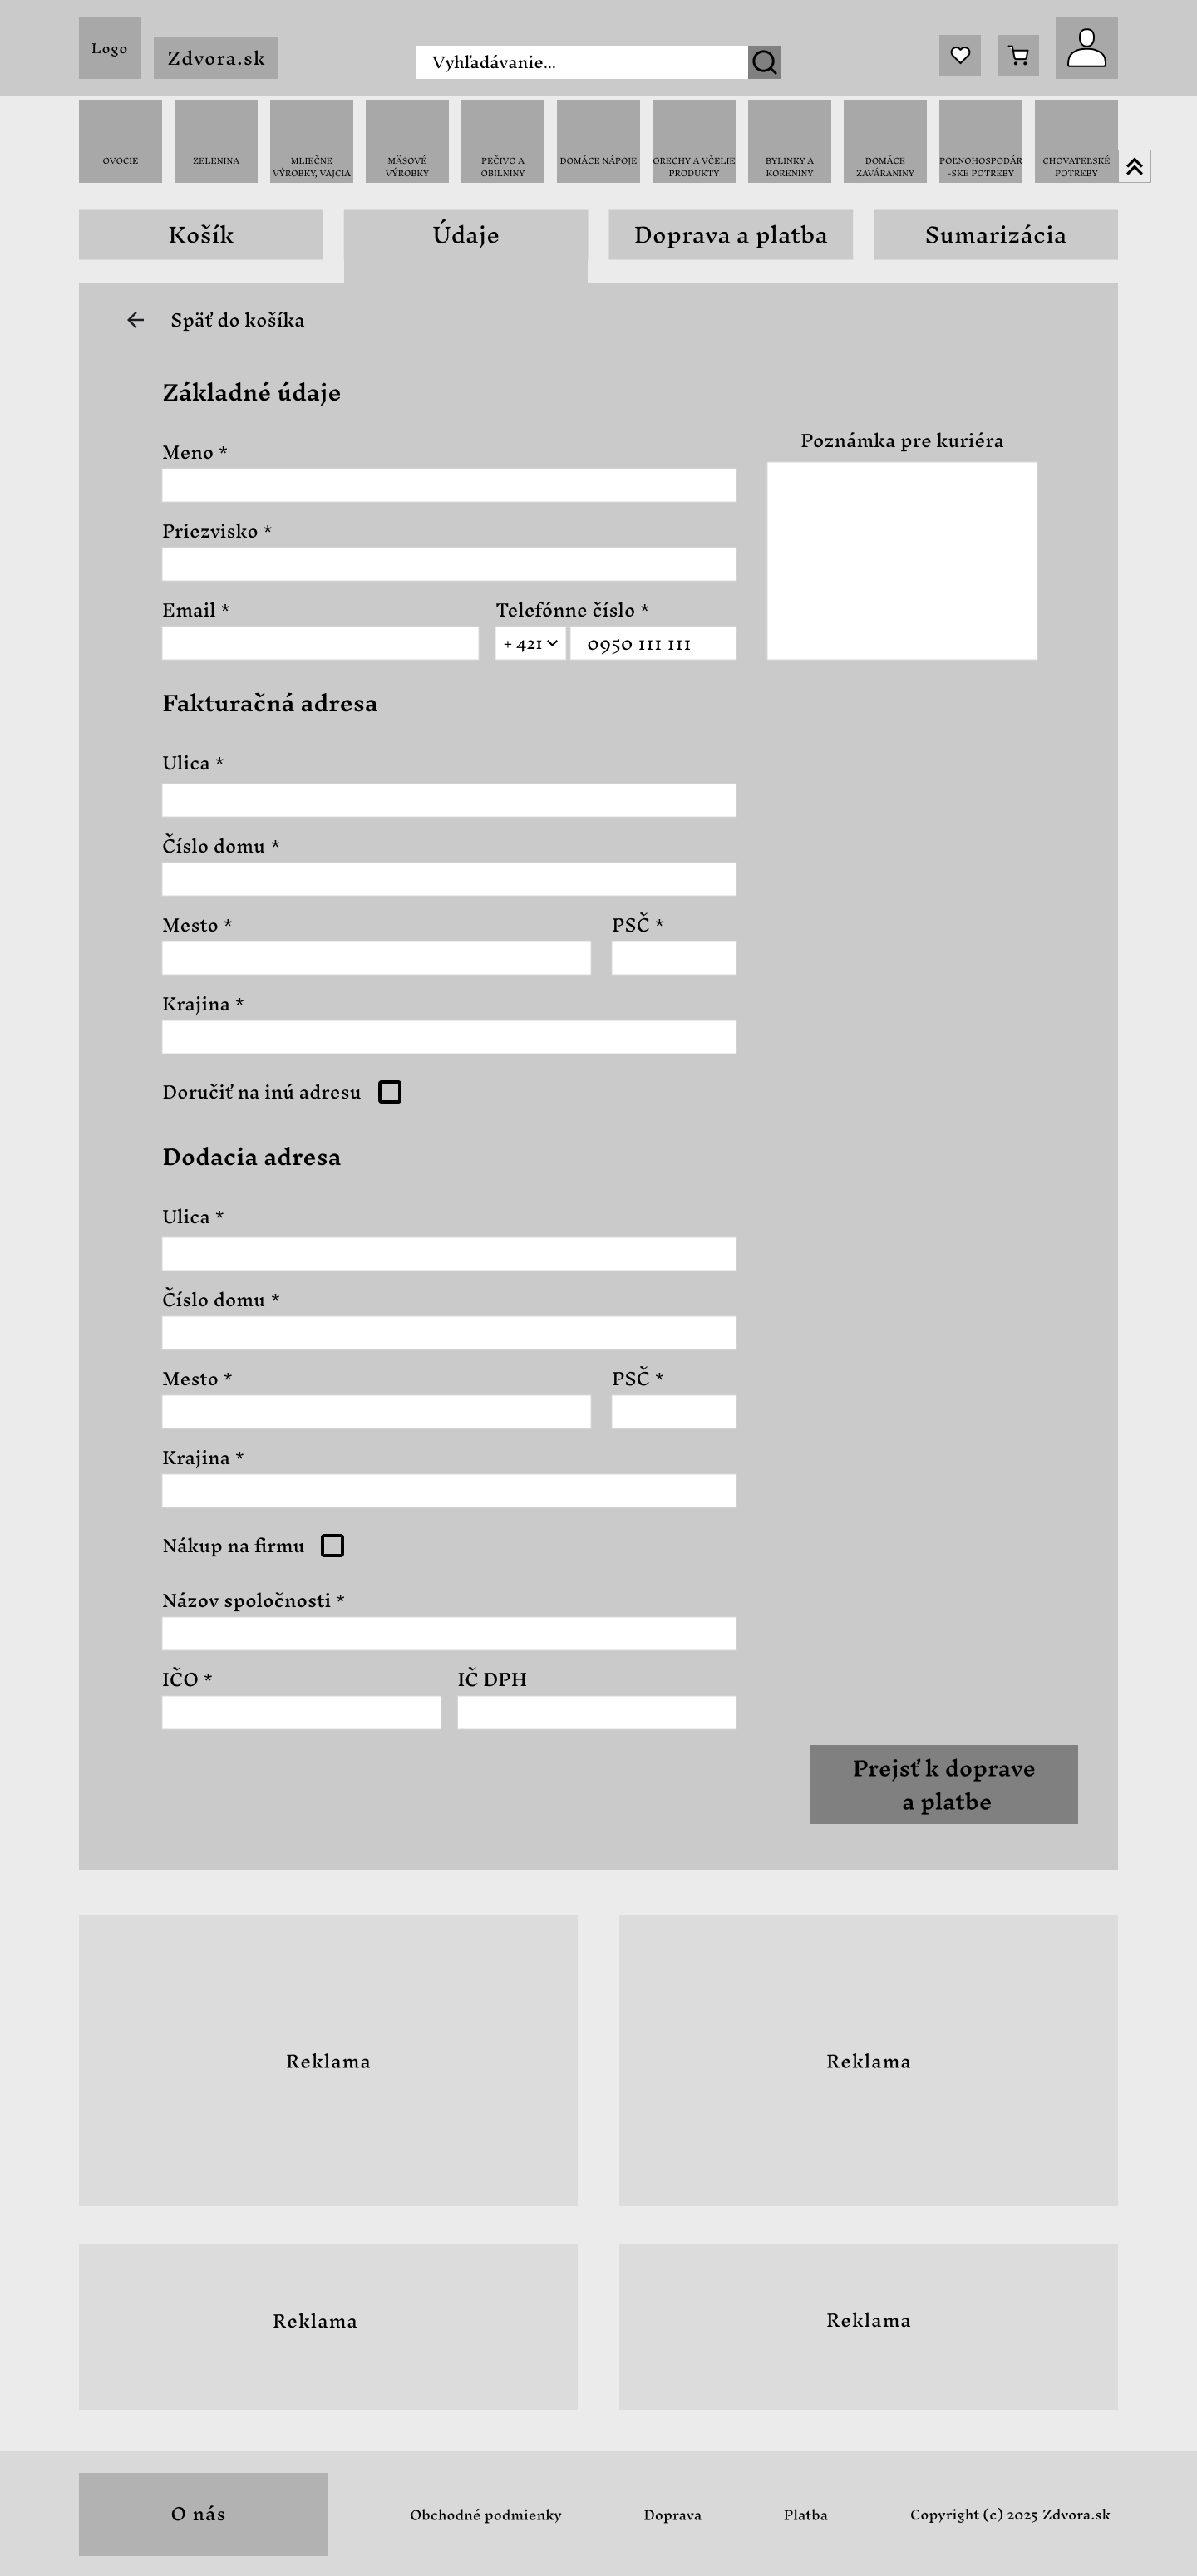 Logo
Zdvora.sk
Vyhľadávanie...
OVOCIE
ZELENINA
MLIEČNE
VÝROBKY, VAJCIA
MÄSOVÉ
VÝROBKY
PEČIVO A
OBILNINY
DOMÁCE NÁPOJE
ORECHY A VČELIE
PRODUKTY
BYLINKY A
KORENINY
DOMÁCE
ZAVÁRANINY
POĽNOHOSPODÁR
-SKE POTREBY
CHOVATEĽSKÉ
POTREBY
Košík
Údaje
Doprava a platba
Sumarizácia
Späť do košíka
Základné údaje
Meno *
Poznámka pre kuriéra
Priezvisko *
Email *
Telefónne číslo *
+ 421
0950 111 111
Fakturačná adresa
Ulica *
Číslo domu *
Mesto *
PSČ *
Krajina *
Doručiť na inú adresu
Dodacia adresa
Ulica *
Číslo domu *
Mesto *
PSČ *
Krajina *
Nákup na firmu
Názov spoločnosti *
IČO *
IČ DPH
Prejsť k doprave
a platbe
Reklama
Reklama
Reklama
Reklama
O nás
Obchodné podmienky
Doprava
Platba
Copyright (c) 2025 Zdvora.sk